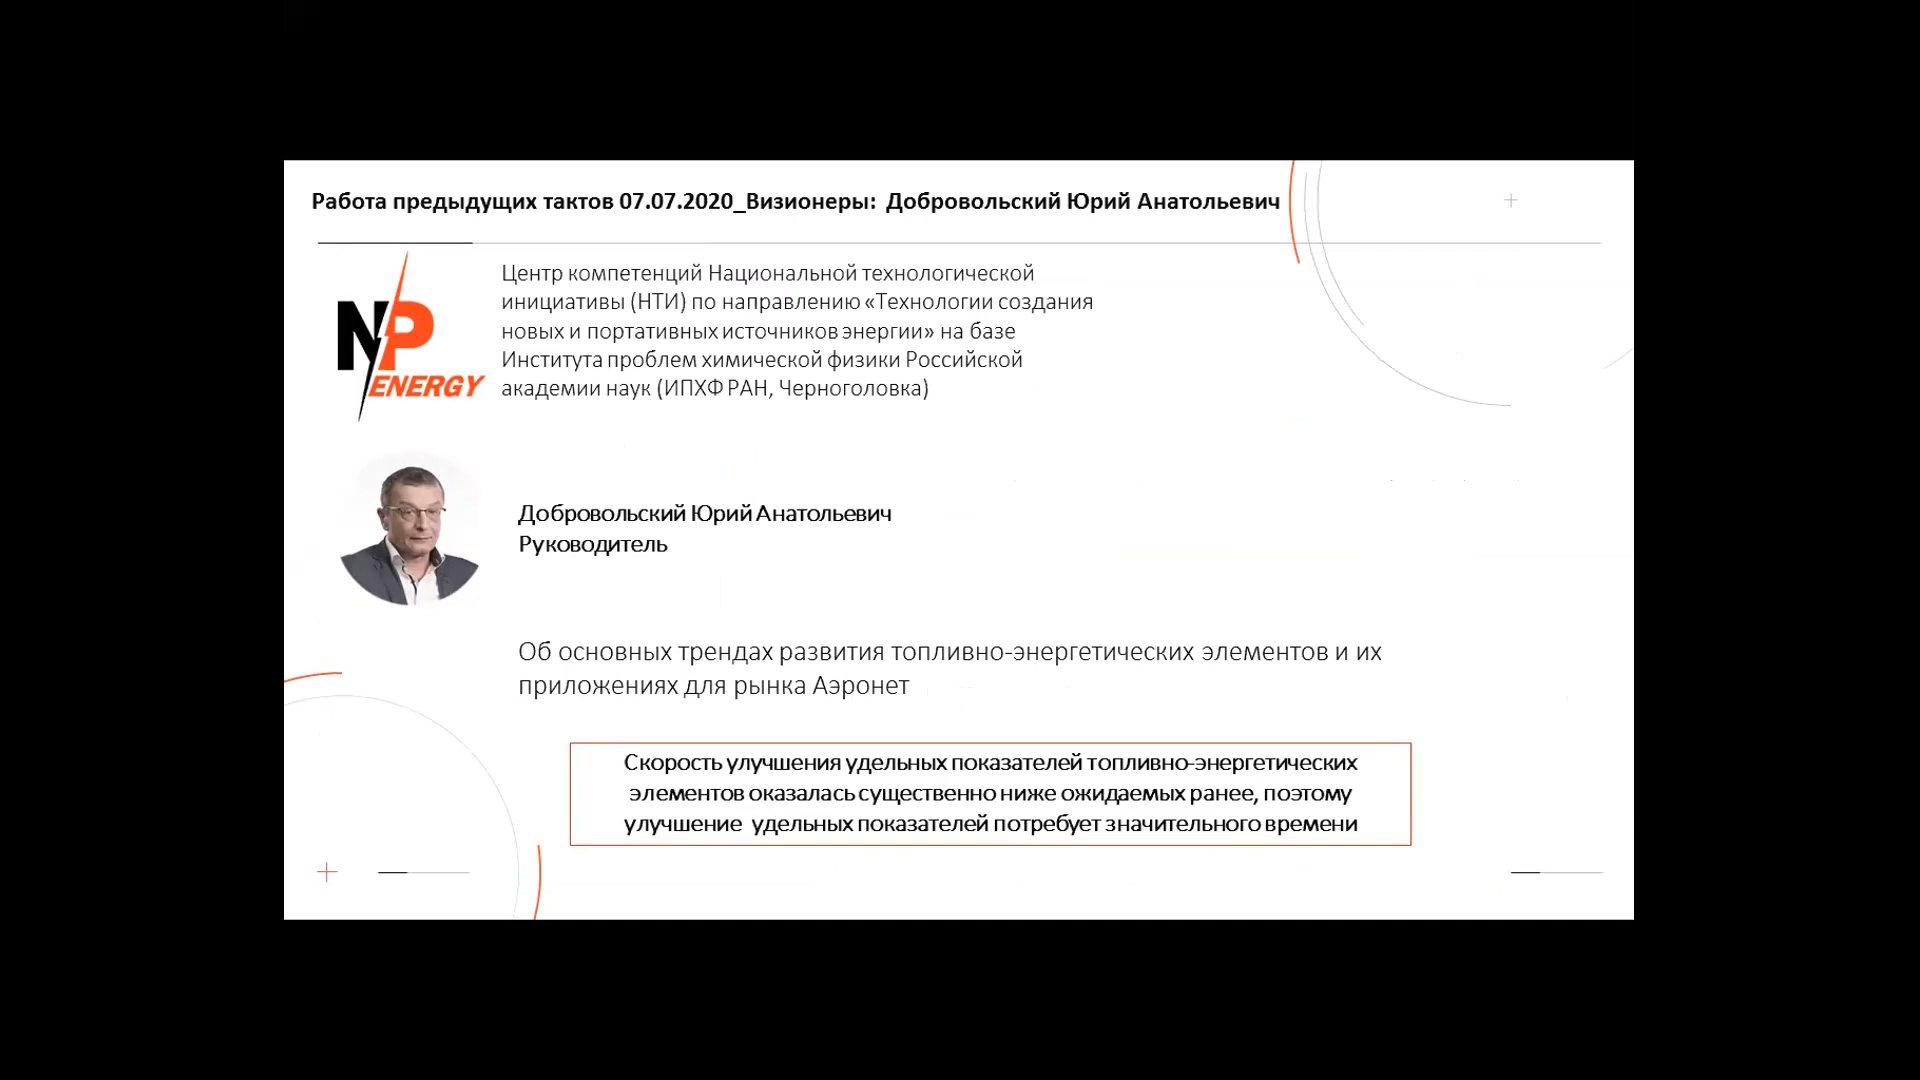 Работа предыдущих тактов 07.07.2020_Визионеры: Добровольский Юрий Анатольевич
NP
ENERGY
Центр компетенций Национальной технологической
инициативы (НТИ) по направлению «Технологии создания
новых и портативных источников энергии» на базе
Института проблем химической физики Российской
академии наук (ИПХФ РАН, Черноголовка)
Добровольский Юрий Анатольевич
Руководитель
Об основных трендах развития топливно-энергетических элементов и их
приложениях для рынка Аэронет
Скорость улучшения удельных показателей топливно-энергетических
элементов оказалась существенно ниже ожидаемых ранее, поэтому
улучшение удельных показателей потребует значительного времени